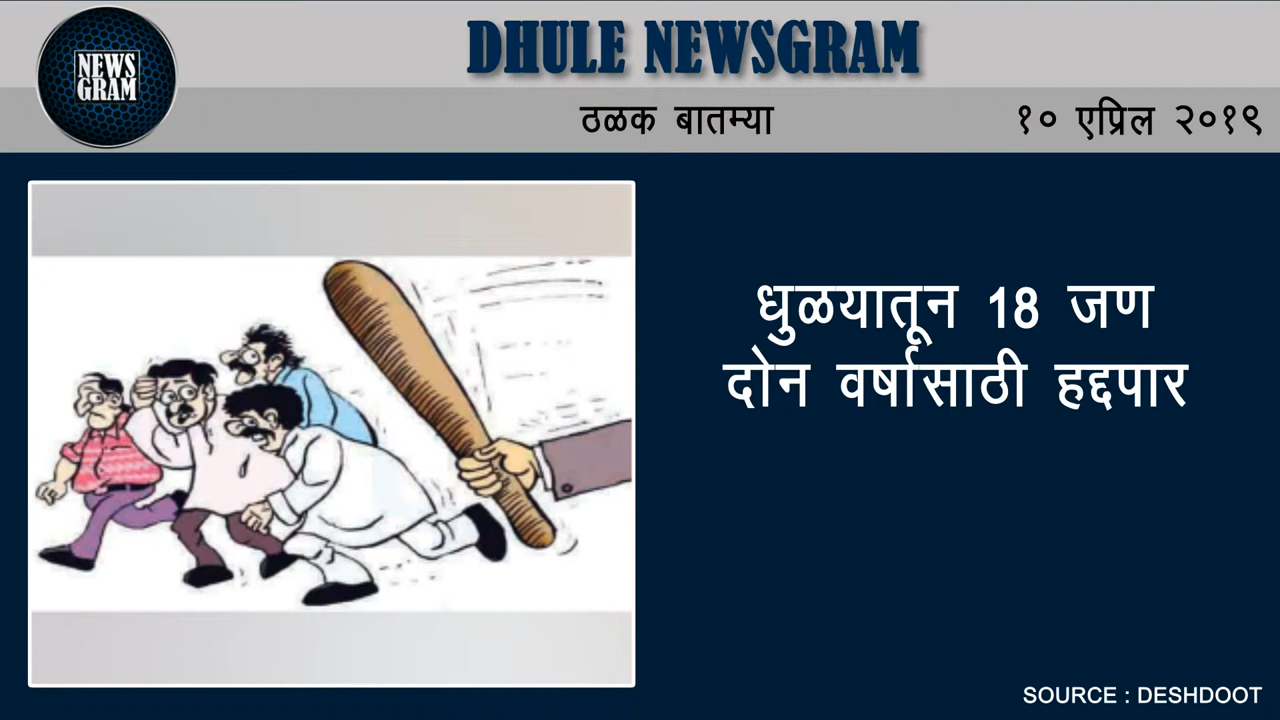 NEWS
GRAM
DHULE NEWSGRAM
ठळक बातम्या
१० एप्रिल २०१९
धुळयातून 18 जण
दोन वर्षासाठी हद्दपार
SOURCE : DESHDOOT